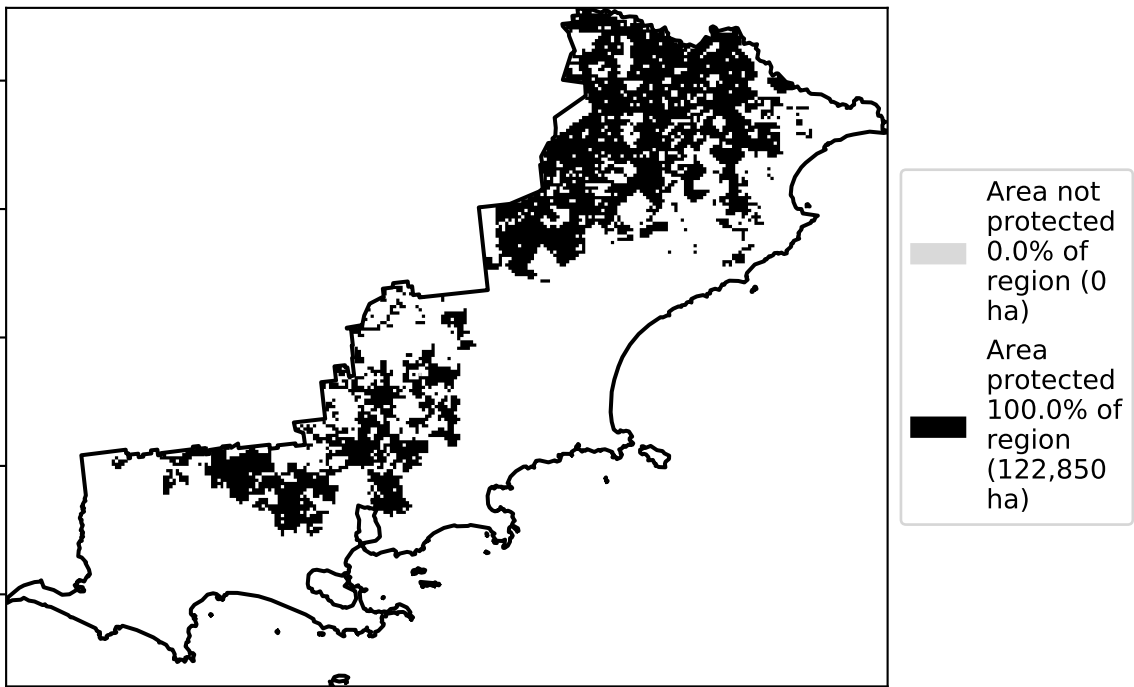 Area not
protected
0.0% of
region (0
ha)
Area
protected
100.0% of
region
(122,850
ha)